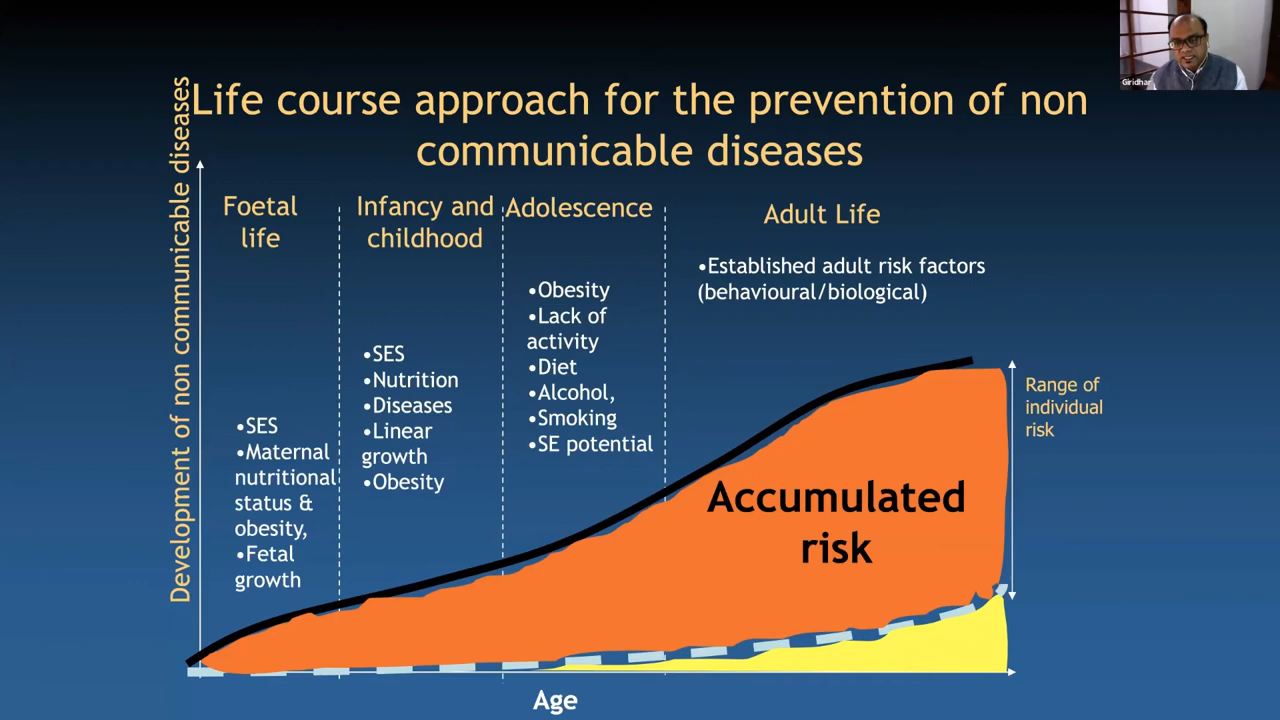 Life course approach for the prevention of non
communicable diseases
Development of non communicable diseases
Foetal
life
•SES
•Maternal
nutritional
status &
obesity,
•Fetal
growth
Infancy and
childhood
•SES
•Nutrition
•Diseases
•Linear
growth
•Obesity
Adolescence
•Obesity
•Lack of
activity
•Diet
•Alcohol,
•Smoking
•SE potential
Adult Life
•Established adult risk factors
(behavioural/biological)
Range of
individual
risk
Accumulated
risk
Age
Giridhar